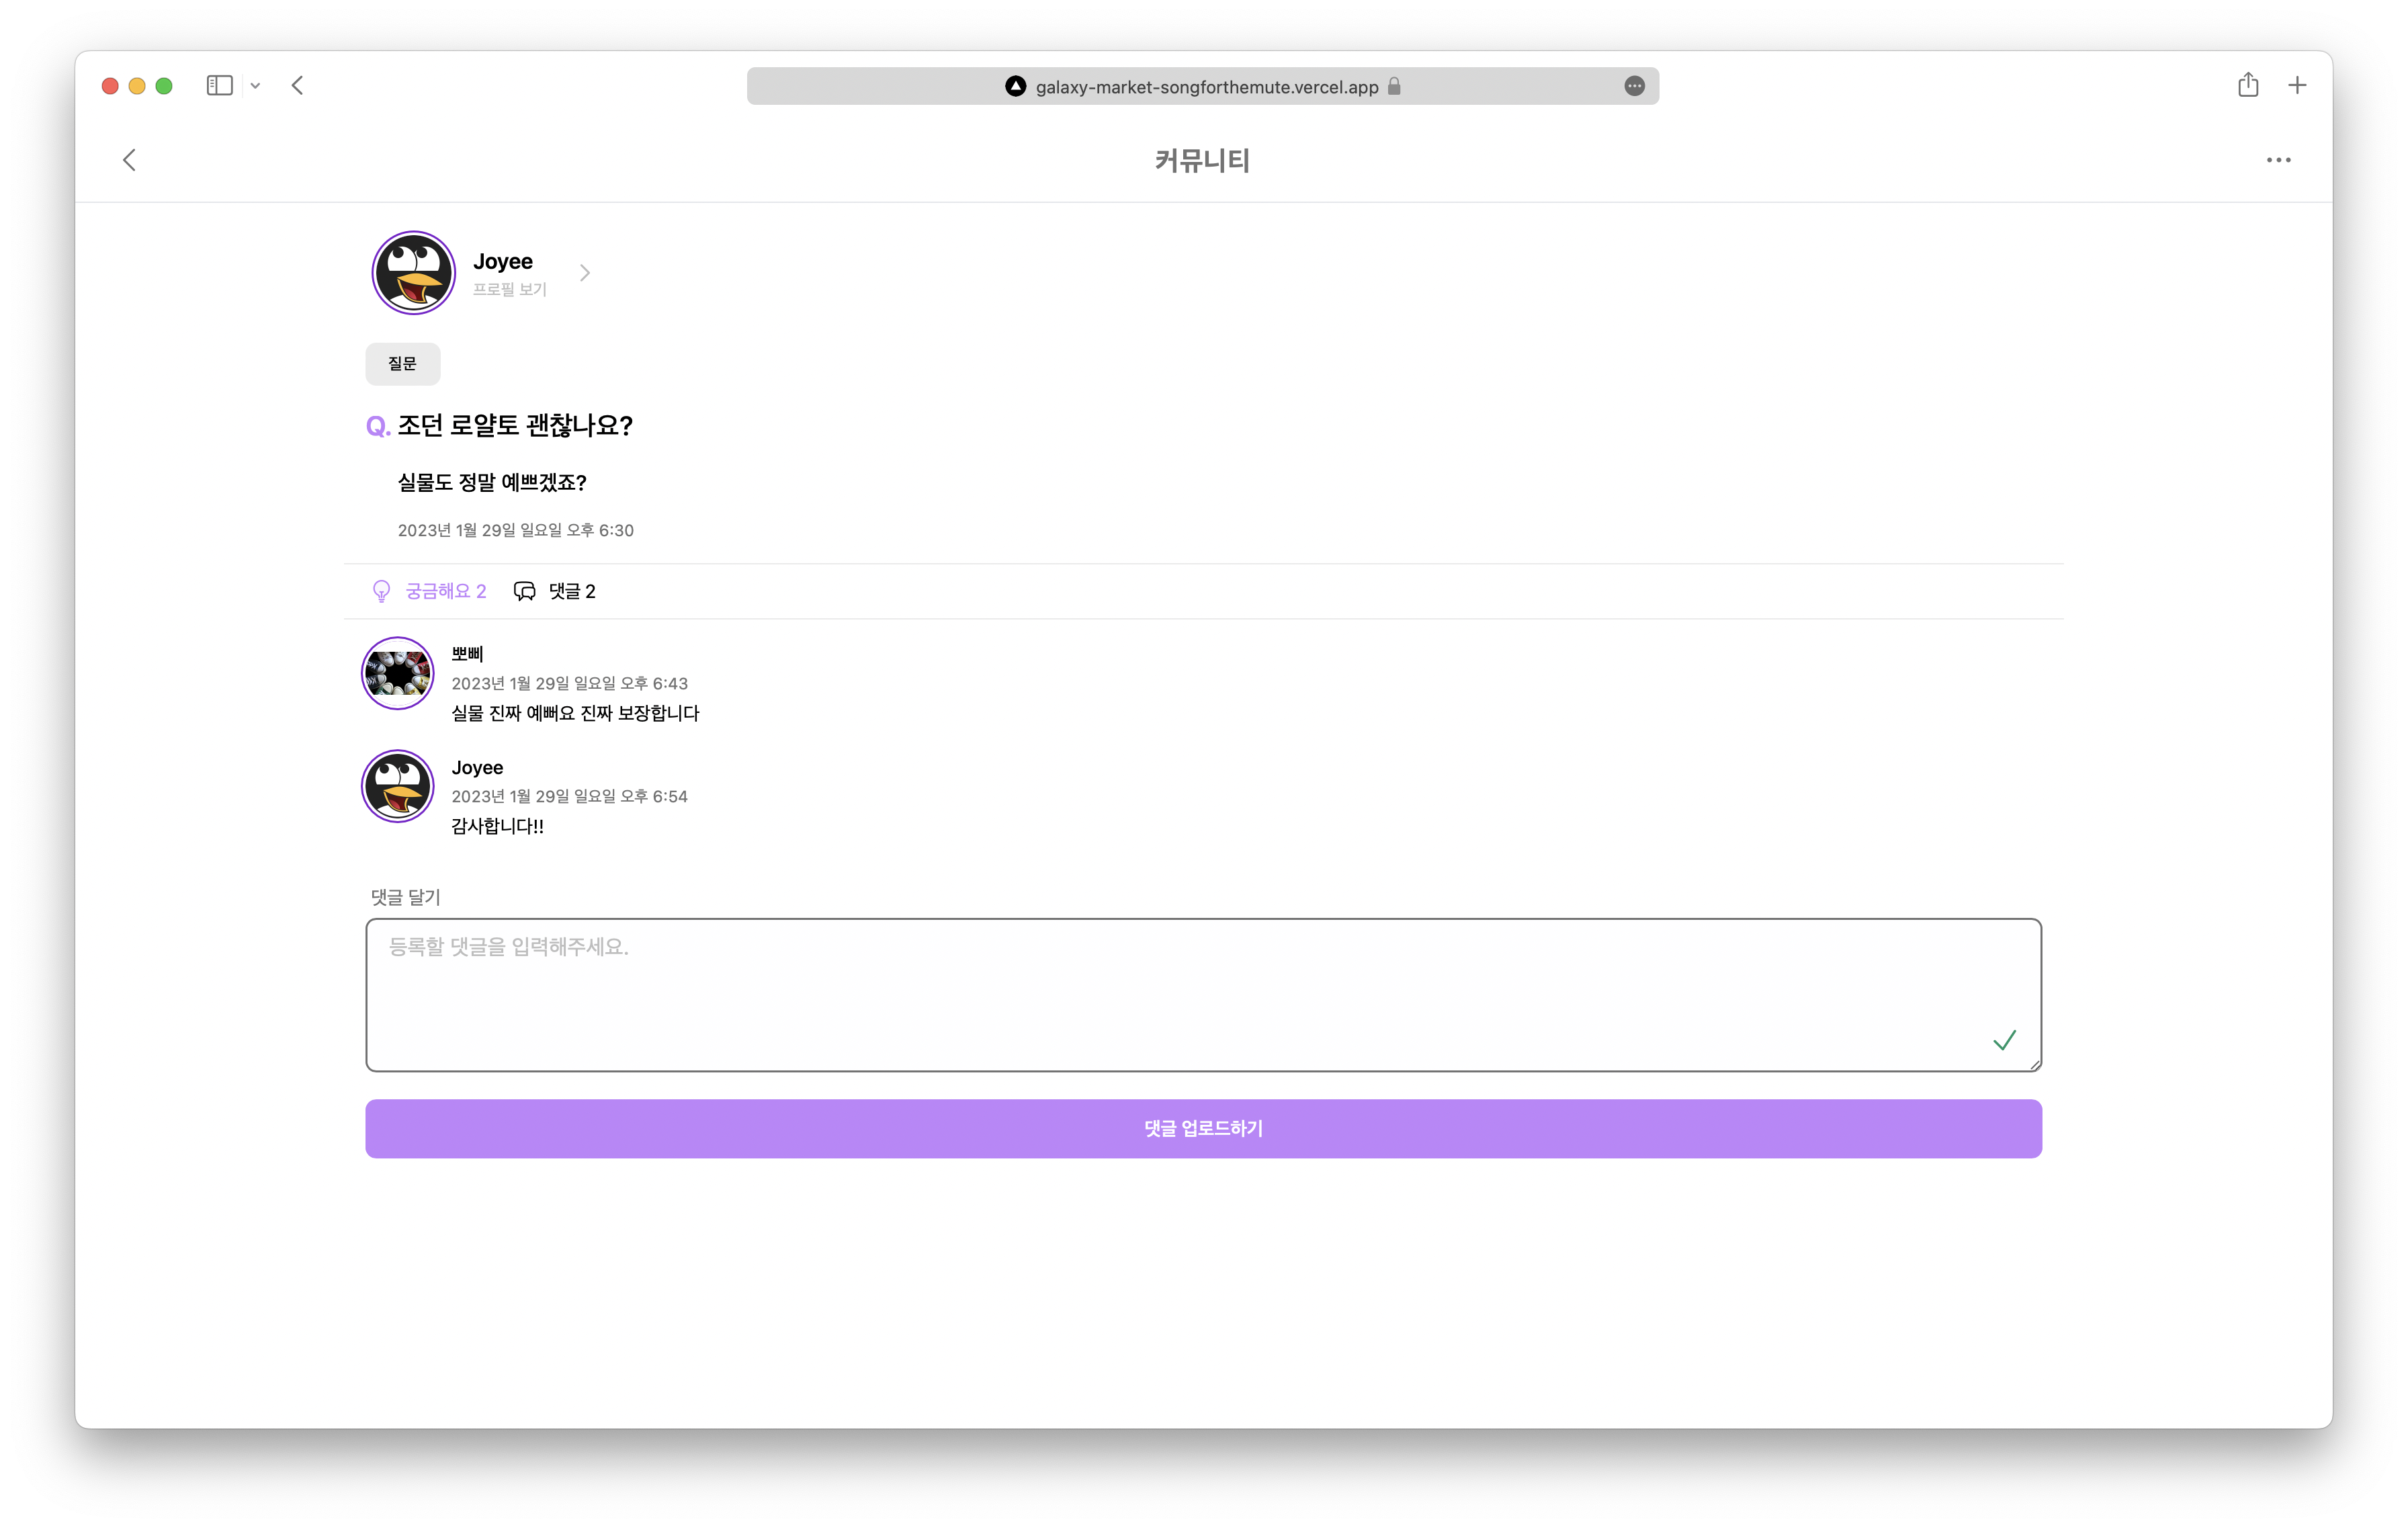 galaxy-market-songforthemute.vercel.app
커뮤니티
Joyee
프로필 보기
질문
Q. 조던 로얄토 괜찮나요?
실물도 정말 예쁘겠죠?
2023년 1월 29일 일요일 오후 6:30
궁금해요 2 댓글 2
뽀삐
2023년 1월 29일 일요일 오후 6:43
실물 진짜 예뻐요 진짜 보장합니다
Joyee
2023년 1월 29일 일요일 오후 6:54
감사합니다!!
댓글 달기
등록할 댓글을 입력해주세요.
댓글 업로드하기